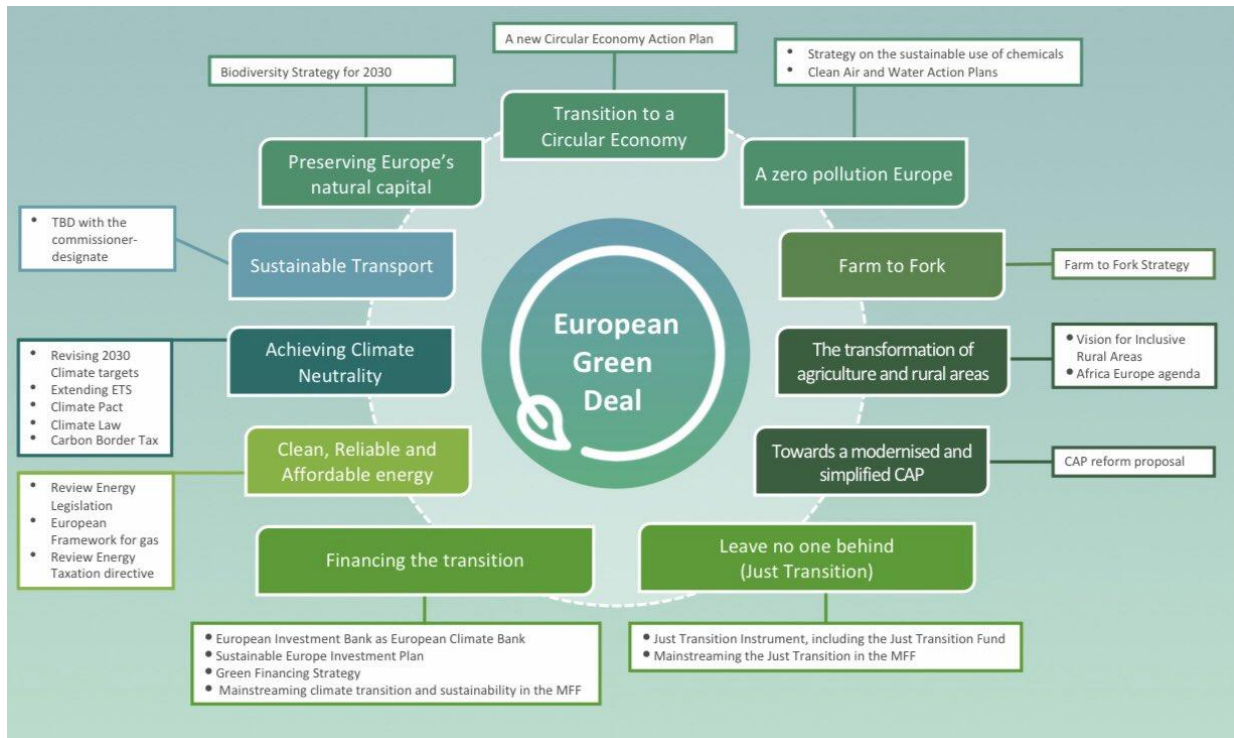 A new Circular Economy Action Plan
Biodiversity Strategy for 2030
• Strategy on the sustainable use of chemicals
• Clean Air and Water Action Plans
Transition to a
Circular Economy
Preserving Europe's
natural capital
A zero pollution Europe
• TBD with the
commissioner-
designate
Sustainable Transport
Farm to Fork
Farm to Fork Strategy
European
Green
Deal
• Revising 2030
Climate targets
• Extending ETS
• Climate Pact
• Climate Law
• Carbon Border Tax
Achieving Climate
Neutrality
The transformation of
agriculture and rural areas
• Vision for Inclusive
Rural Areas
• Africa Europe agenda
Clean, Reliable and
Affordable energy
Towards a modernised and
simplified CAP
CAP reform proposal
• Review Energy
Legislation
• European
Framework for gas
• Review Energy
Taxation directive
Financing the transition
Leave no one behind
(Just Transition)
• European Investment Bank as European Climate Bank
• Sustainable Europe Investment Plan
• Green Financing Strategy
• Mainstreaming climate transition and sustainability in the MFF
• Just Transition Instrument, including the Just Transition Fund
• Mainstreaming the Just Transition in the MFF